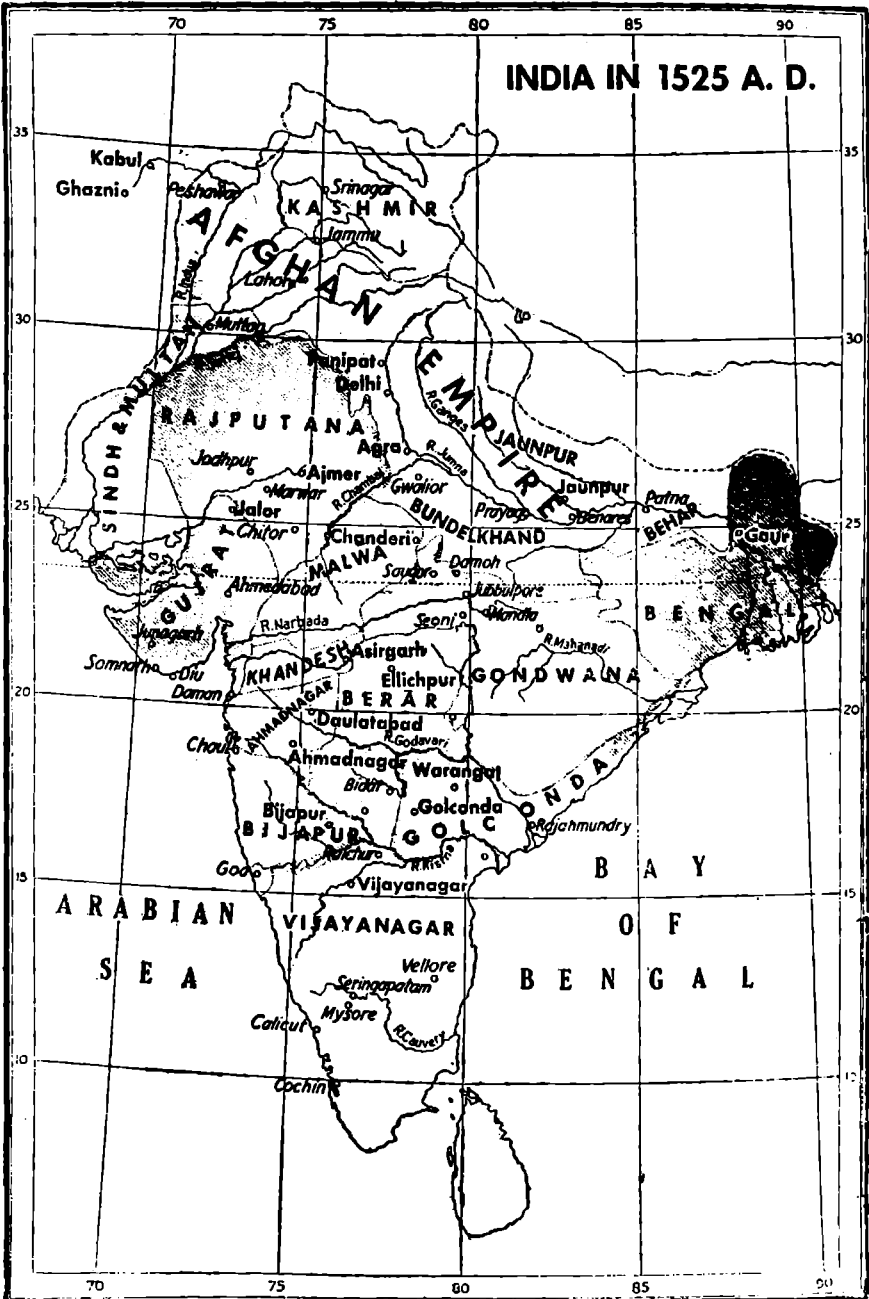 70 75 80 85 90
INDIA IN 1525 A. D.
35 35
Kabul
Ghazni
Peshawar
Srinagar
KASHMIR
Jammu
AFGHAN
R.Indus
Lahore
30 30
Multan
SINDH & MULTAN
Panipat
Delhi
EMPIRE
R.Ganges
RAJPUTANA
JAUNPUR
Agra
R.Jumna
Jodhpur
Ajmer
Marwar
R.Chambal
Gwalior
Jaunpur
Patna
25 25
Jalor
Chitor
Prayag
Benares
BEHAR
BUNDELKHAND
Chanderi
Gaur
MALWA
GUJRAT
Ahmedabad
Saugor
Damoh
Jubbulpore
BENGAL
Junagarh
R.Narbada
Seoni
Mandla
R.Mahanadi
Somnath
Diu
Daman
KHANDESH
Asirgarh
Ellichpur
GONDWANA
20 20
BERAR
AHMADNAGAR
Daulatabad
R.Godavari
Chaul
Ahmadnagar
Warangal
Bidar
Golconda
Bijapur
BIJAPUR
GOLCONDA
Rajahmundry
Raichur
R.Kistna
Goa
Vijayanagar
15 15
BAY
OF
BENGAL
ARABIAN
SEA
VIJAYANAGAR
Vellore
Seringapatam
Mysore
Calicut
R.Cauvery
10
Cochin
70 75 80 85 90